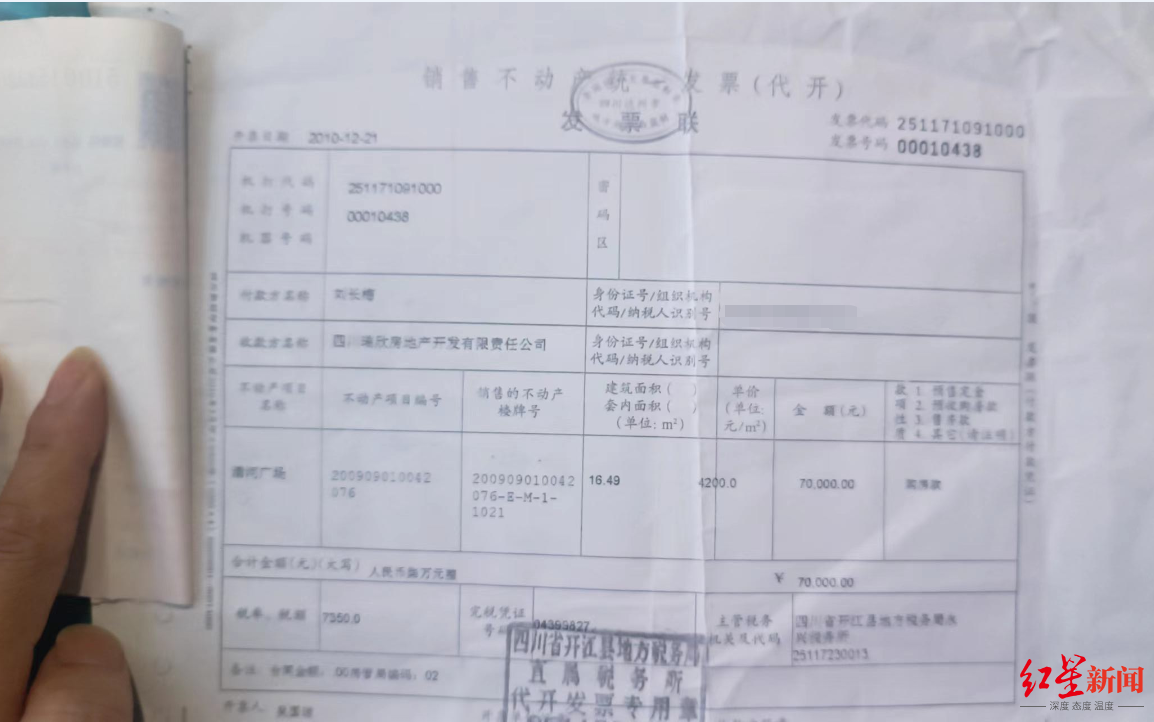 销售不动产统 发票(代开)
发票联
发票代码 251171091000
发票号码 00010438
开票日期 2010-12-21
机打代码 251171091000
机打号码 00010438
机器号码
密码区
付款方名称 刘长
身份证号/组织机构
代码/纳税人识别号
收款方名称 四川 欣房地产开发有限责任公司
身份证号/组织机构
代码/纳税人识别号
不动产项目
名称
不动产项目编号
销售的不动产
楼牌号
建筑面积( )
套内面积( )
(单位: m²)
单价
(单位:
元/m²)
金 额(元)
款项性质
1. 预售定金
2. 预收购房款
3. 售房款
4. 其它(请注明)
广场
200909010042
076
200909010042
076-E-M-1-
1021
16.49
4200.0
70,000.00
合计金额(元)(大写) 人民币柒万元整
¥ 70,000.00
税率、税额 7350.0
完税凭证
号码 04399827
主管税务
机关及代码
四川省开江县地方税务局
税务所
25117230013
备注: .00房管局编码: 02
四川省开江县地方税务局
直属税务所
代开发票专用章
开票人
红星新闻
深度 态度 温度